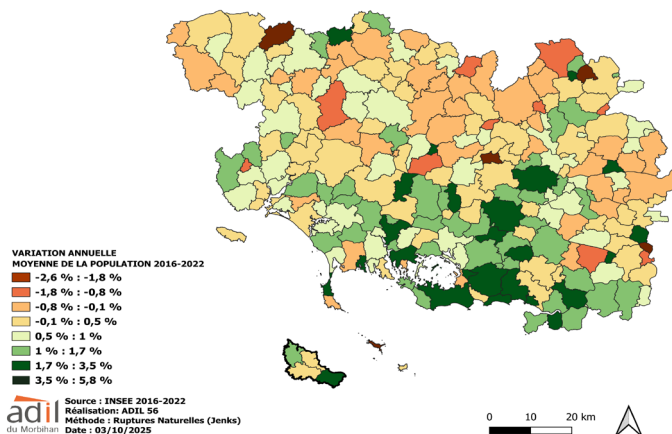 VARIATION ANNUELLE
MOYENNE DE LA POPULATION 2016-2022
-2,6 % : -1,8 %
-1,8 % : -0,8 %
-0,8 % : -0,1 %
-0,1 % : 0,5 %
0,5 % : 1 %
1 % : 1,7 %
1,7 % : 3,5 %
3,5 % : 5,8 %
adil
du Morbihan
Source : INSEE 2016-2022
Réalisation: ADIL 56
Méthode : Ruptures Naturelles (Jenks)
Date : 03/10/2025
0 10 20 km